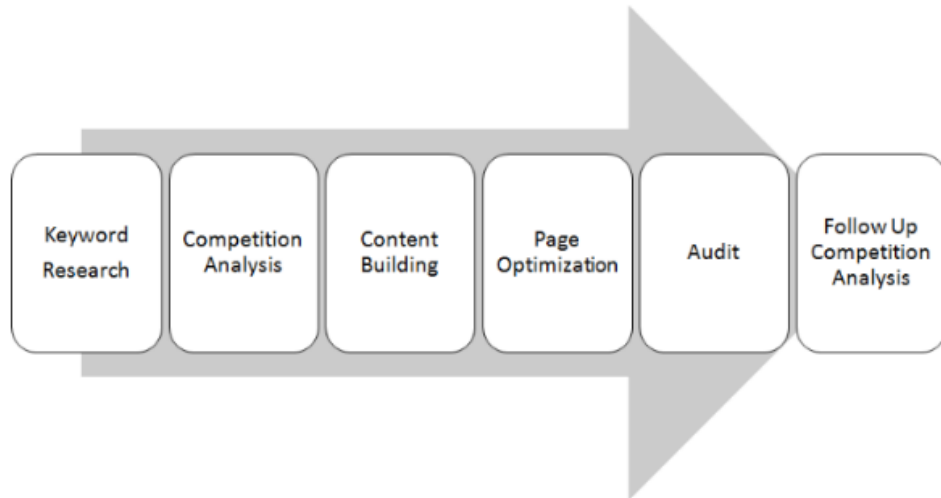 Keyword
Research
Competition
Analysis
Content
Building
Page
Optimization
Audit
Follow Up
Competition
Analysis